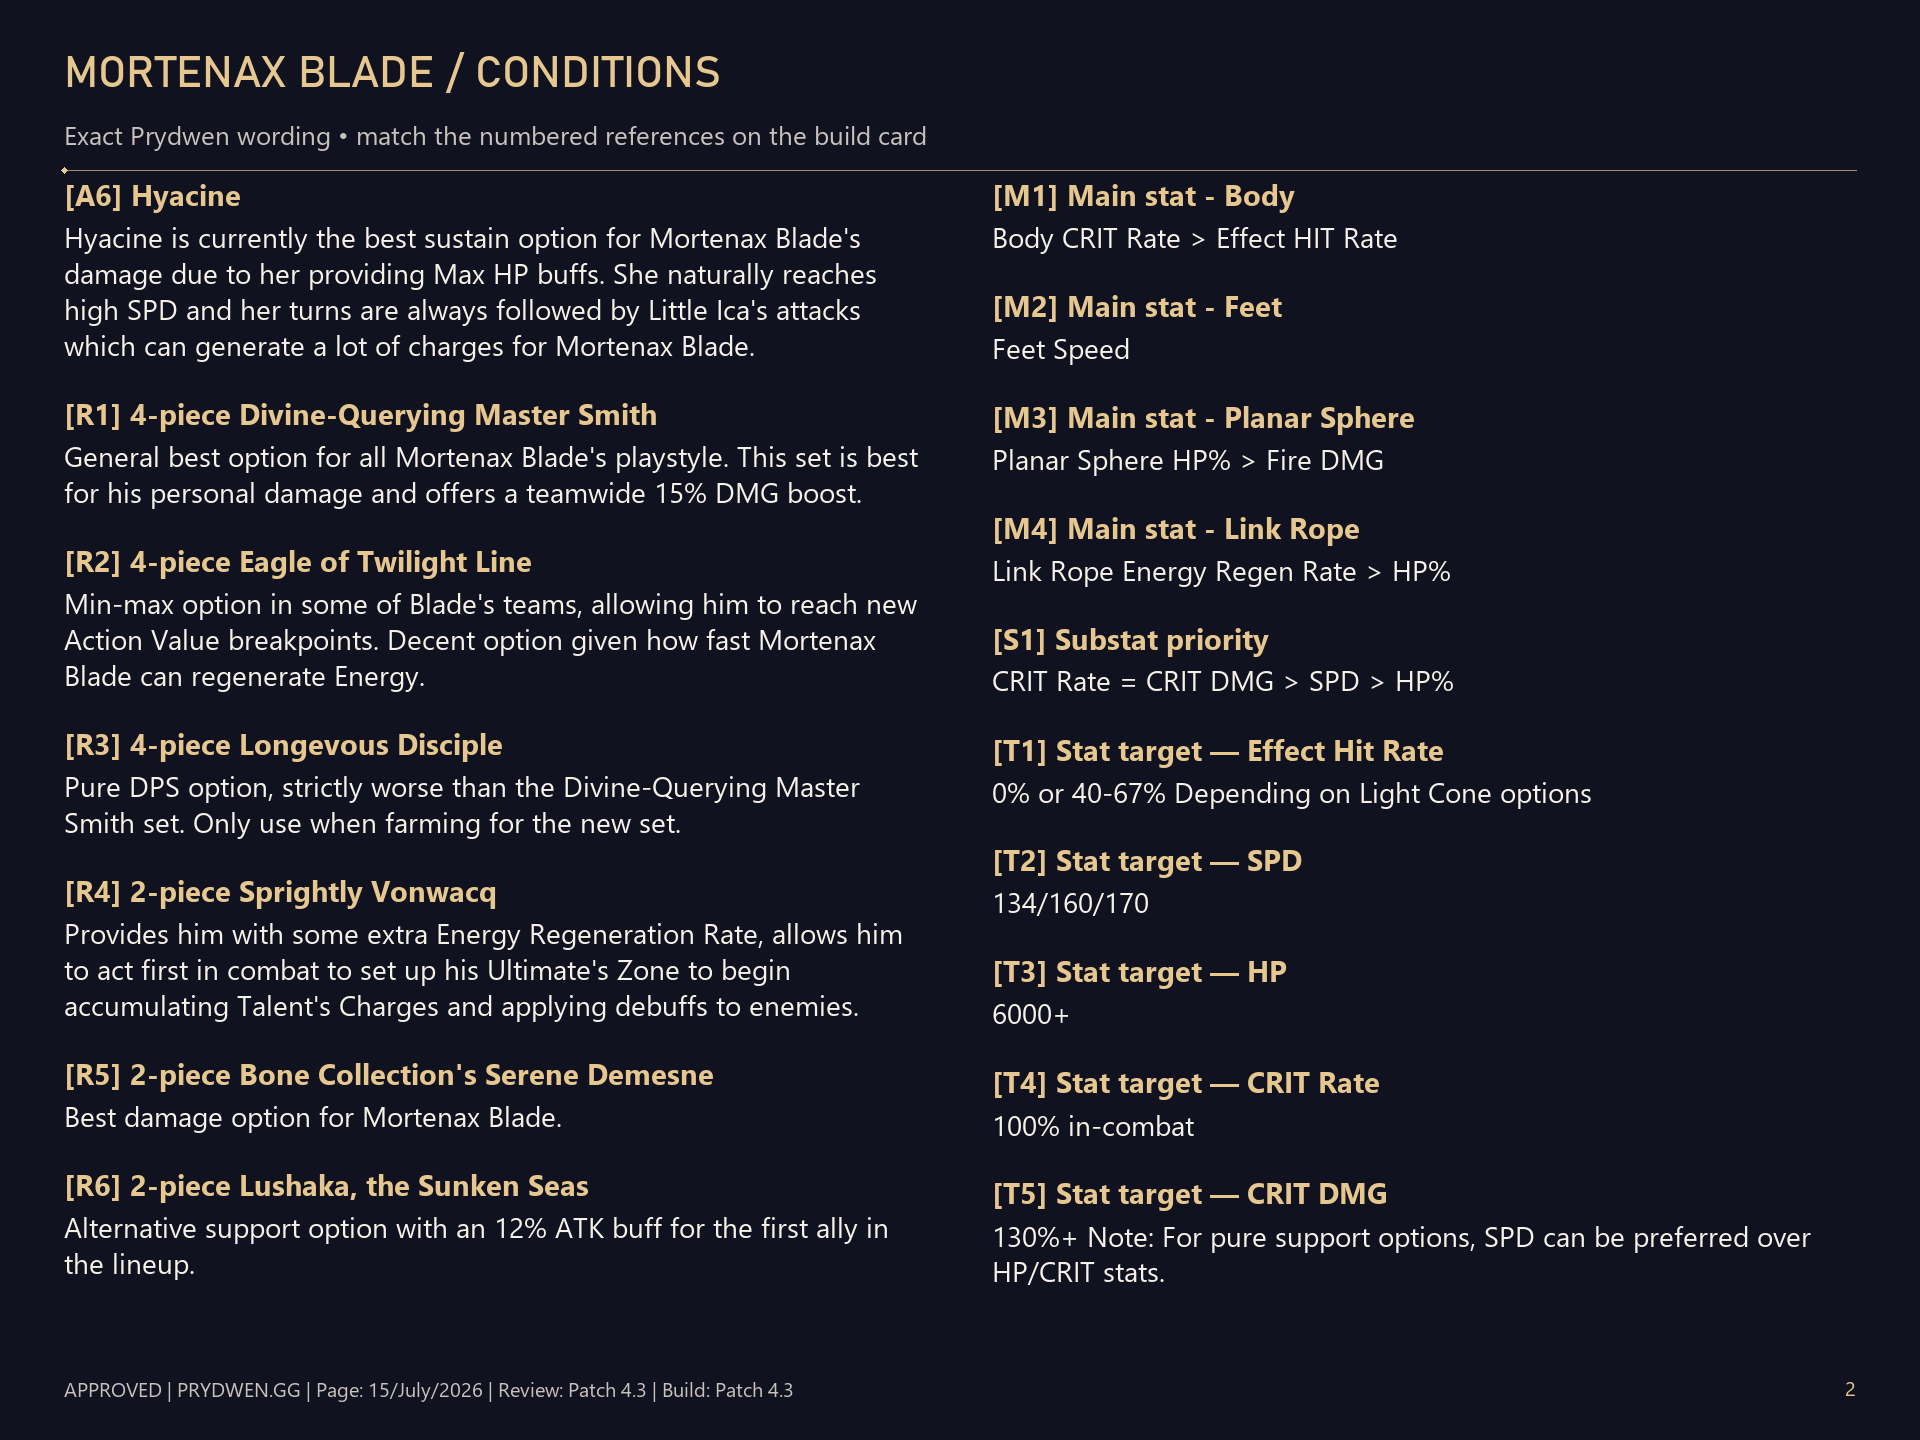 MORTENAX BLADE / CONDITIONS
Exact Prydwen wording • match the numbered references on the build card
[A6] Hyacine
Hyacine is currently the best sustain option for Mortenax Blade's
damage due to her providing Max HP buffs. She naturally reaches
high SPD and her turns are always followed by Little Ica's attacks
which can generate a lot of charges for Mortenax Blade.
[R1] 4-piece Divine-Querying Master Smith
General best option for all Mortenax Blade's playstyle. This set is best
for his personal damage and offers a teamwide 15% DMG boost.
[R2] 4-piece Eagle of Twilight Line
Min-max option in some of Blade's teams, allowing him to reach new
Action Value breakpoints. Decent option given how fast Mortenax
Blade can regenerate Energy.
[R3] 4-piece Longevous Disciple
Pure DPS option, strictly worse than the Divine-Querying Master
Smith set. Only use when farming for the new set.
[R4] 2-piece Sprightly Vonwacq
Provides him with some extra Energy Regeneration Rate, allows him
to act first in combat to set up his Ultimate's Zone to begin
accumulating Talent's Charges and applying debuffs to enemies.
[R5] 2-piece Bone Collection's Serene Demesne
Best damage option for Mortenax Blade.
[R6] 2-piece Lushaka, the Sunken Seas
Alternative support option with an 12% ATK buff for the first ally in
the lineup.
[M1] Main stat - Body
Body CRIT Rate > Effect HIT Rate
[M2] Main stat - Feet
Feet Speed
[M3] Main stat - Planar Sphere
Planar Sphere HP% > Fire DMG
[M4] Main stat - Link Rope
Link Rope Energy Regen Rate > HP%
[S1] Substat priority
CRIT Rate = CRIT DMG > SPD > HP%
[T1] Stat target — Effect Hit Rate
0% or 40-67% Depending on Light Cone options
[T2] Stat target — SPD
134/160/170
[T3] Stat target — HP
6000+
[T4] Stat target — CRIT Rate
100% in-combat
[T5] Stat target — CRIT DMG
130%+ Note: For pure support options, SPD can be preferred over
HP/CRIT stats.
APPROVED | PRYDWEN.GG | Page: 15/July/2026 | Review: Patch 4.3 | Build: Patch 4.3
2